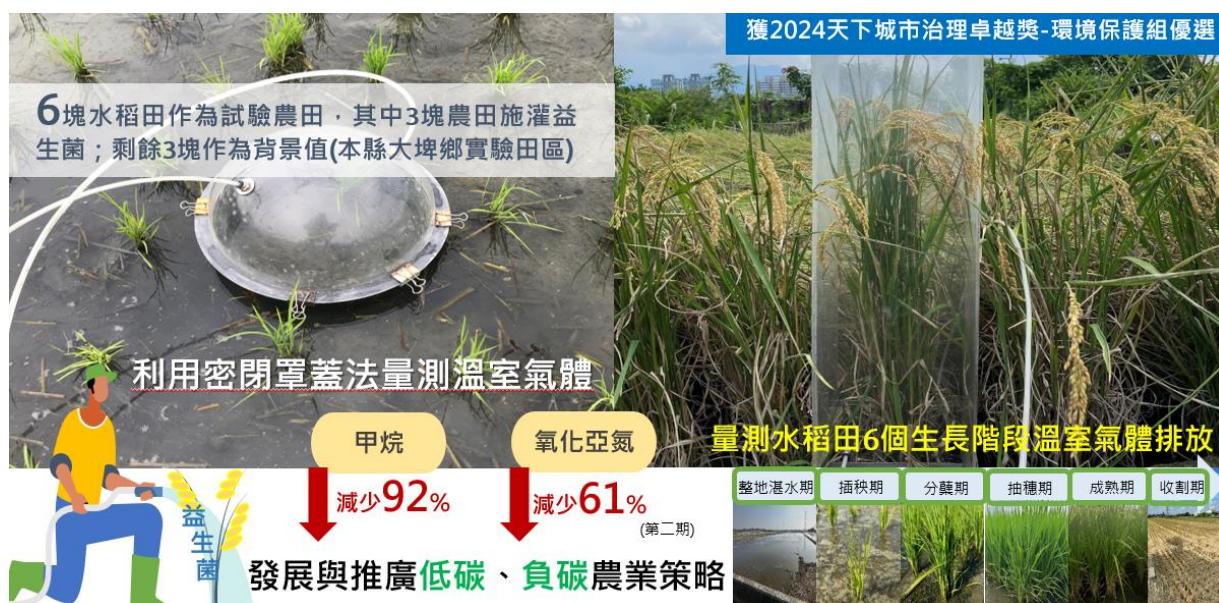 獲2024天下城市治理卓越獎-環境保護組優選
6塊水稻田作為試驗農田，其中3塊農田施灌益
生菌；剩餘3塊作為背景值(本縣大埤鄉實驗田區)
利用密閉罩蓋法量測溫室氣體
甲烷
氧化亞氮
減少92%
減少61%
(第二期)
益生菌
發展與推廣低碳、負碳農業策略
量測水稻田6個生長階段溫室氣體排放
整地湛水期
插秧期
分蘗期
抽穗期
成熟期
收割期